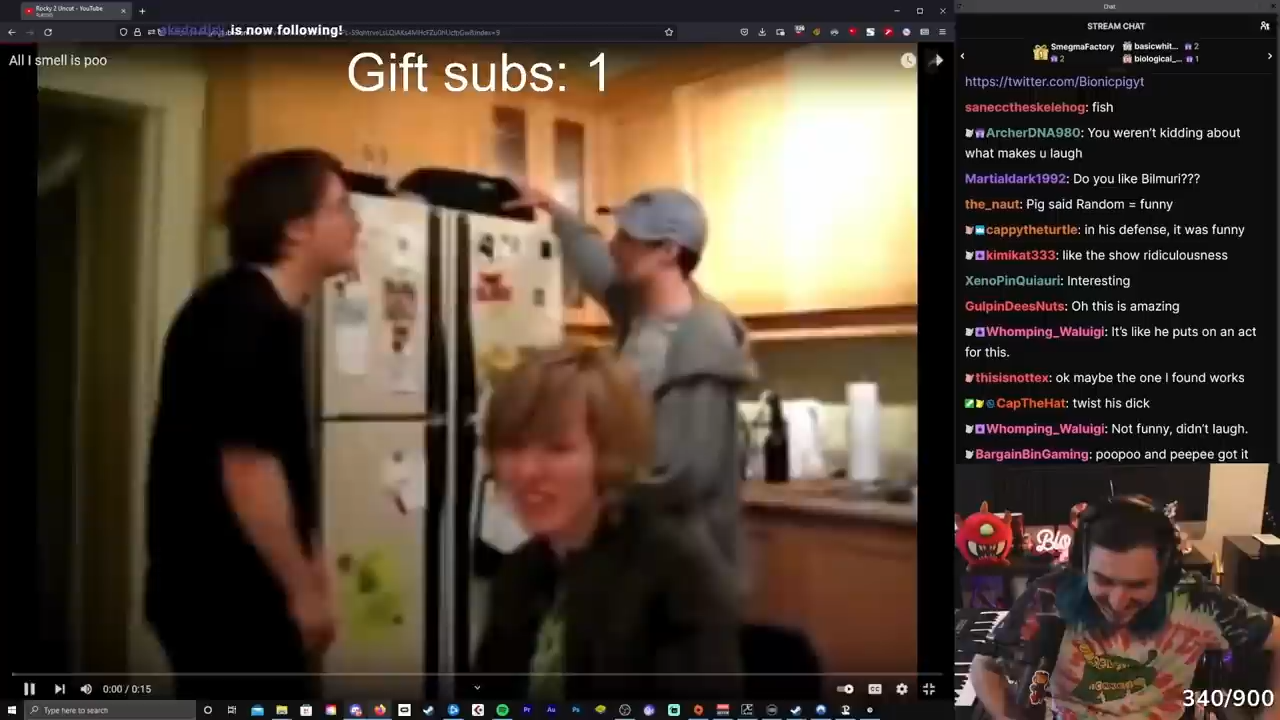 Rocky 2 Uncut - YouTube
is now following!
All I smell is poo
Gift subs: 1
0:00 / 0:15
Type here to search
Chat
STREAM CHAT
SmegmaFactory
2
basicwhit... 2
biological_... 1
https://twitter.com/Bionicpigyt
sanecctheskelehog: fish
ArcherDNA980: You weren't kidding about
what makes u laugh
Martialdark1992: Do you like Bilmuri???
the_naut: Pig said Random = funny
cappytheturtle: in his defense, it was funny
kimikat333: like the show ridiculousness
XenoPinQuiauri: Interesting
GulpinDeesNuts: Oh this is amazing
Whomping_Waluigi: It's like he puts on an act
for this.
thisisnottex: ok maybe the one I found works
CapTheHat: twist his dick
Whomping_Waluigi: Not funny, didn't laugh.
BargainBinGaming: poopoo and peepee got it
Blo
340/900